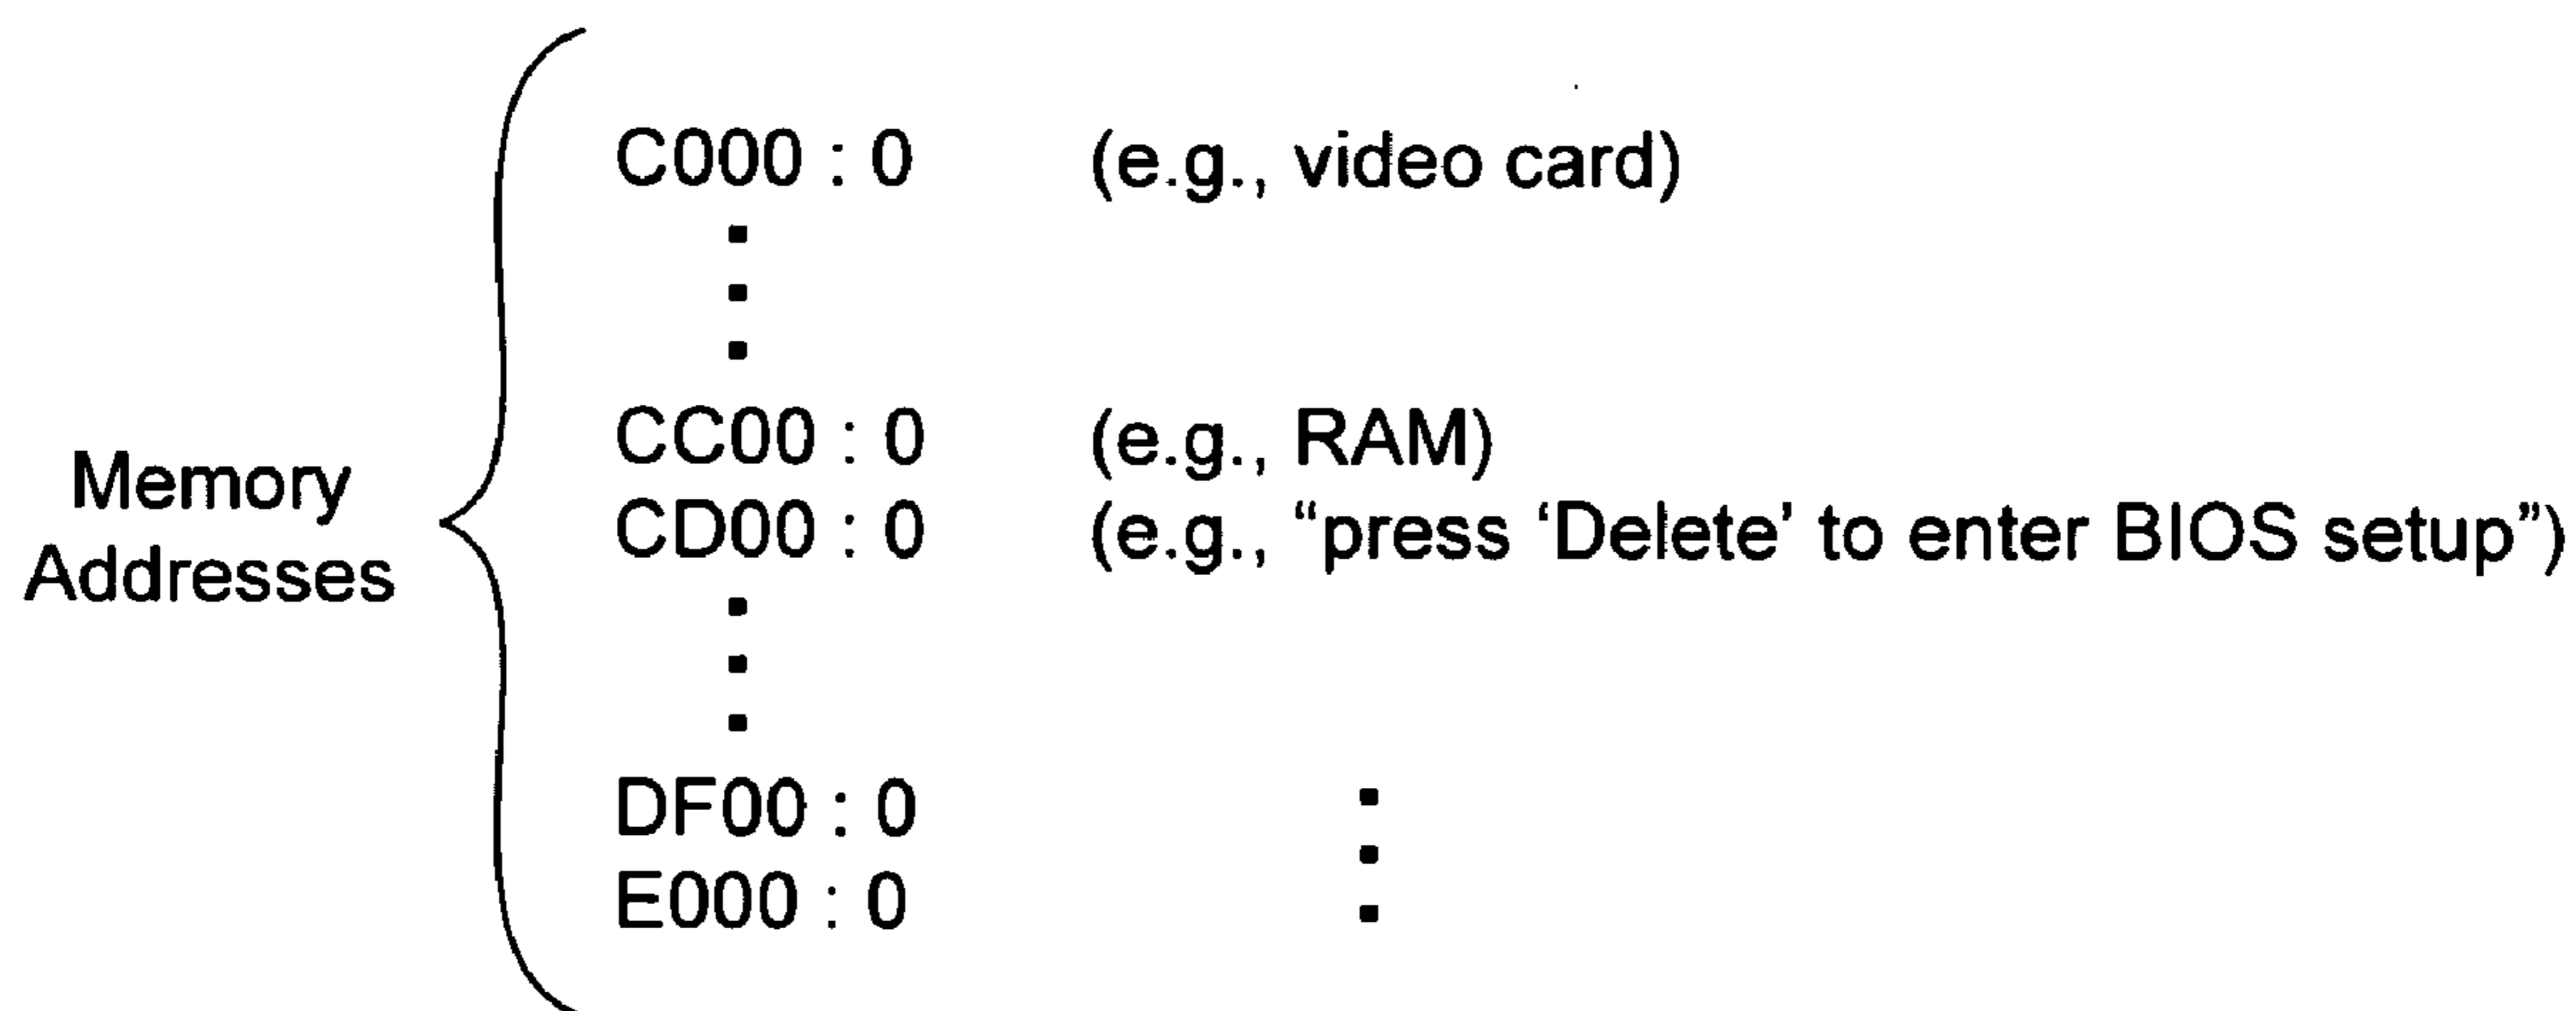 C000 : 0 (e.g., video card)
CC00 : 0 (e.g., RAM)
Memory
CD00 : 0 (e.g., “press ‘Delete’ to enter BIOS setup”)
Addresses
DF00 : 0
E000 : 0